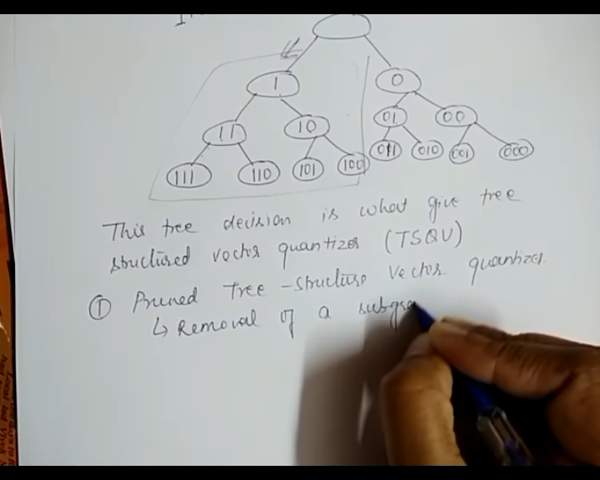 1 0
11 10 01 00
111 110 101 100 011 010 001 000
This tree decision is what give tree
structured vector quantizer (TSQV)
① Pruned tree - structure vector quantizer
↳ Removal of a subgra